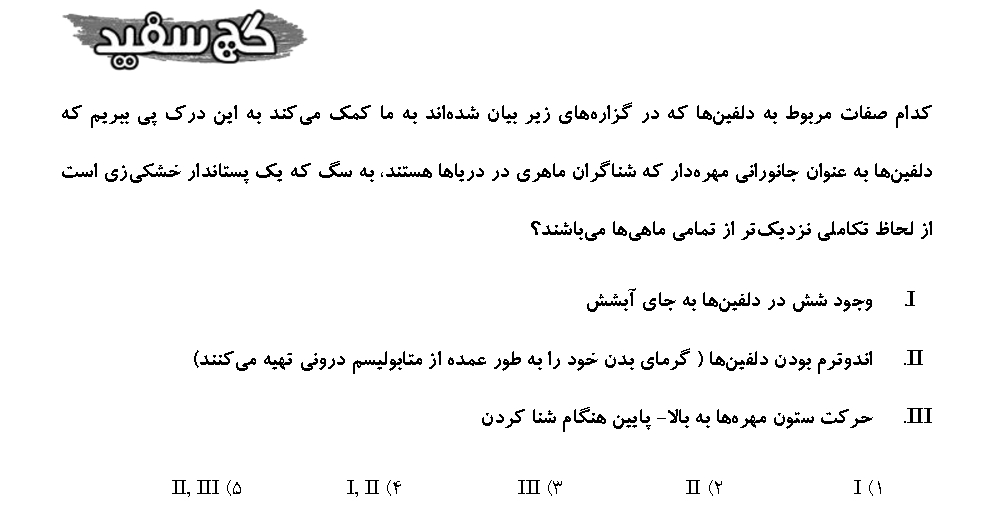 گچ سفید
کدام صفات مربوط به دلفین‌ها که در گزاره‌های زیر بیان شده‌اند به ما کمک می‌کند به این درک پی ببریم که
دلفین‌ها به عنوان جانورانی مهره‌دار که شناگران ماهری در دریاها هستند، به سگ که یک پستاندار خشکی‌زی است
از لحاظ تکاملی نزدیک‌تر از تمامی ماهی‌ها می‌باشند؟
I. وجود شش در دلفین‌ها به جای آبشش
II. اندوترم بودن دلفین‌ها ( گرمای بدن خود را به طور عمده از متابولیسم درونی تهیه می‌کنند)
III. حرکت ستون مهره‌ها به بالا- پایین هنگام شنا کردن
۱) I ۲) II ۳) III ۴) I, II ۵) II, III